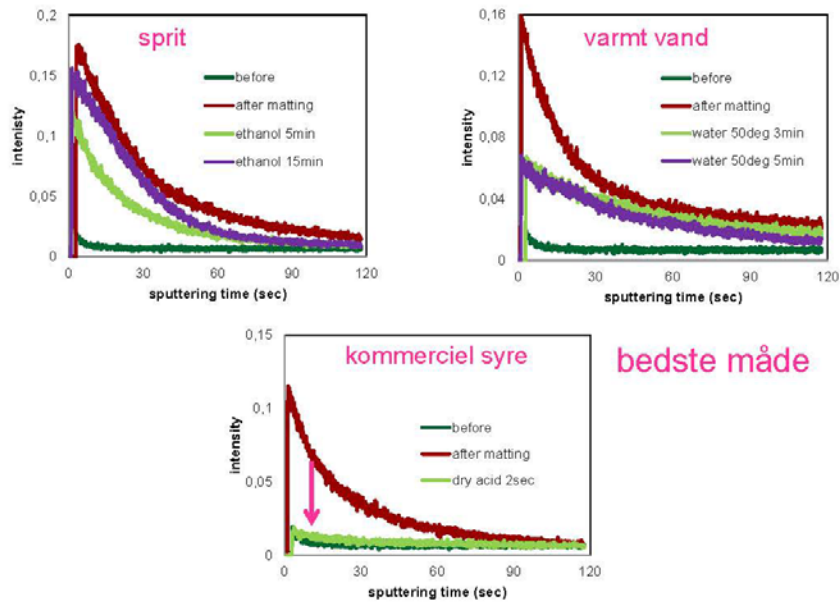 sprit
0,2
0,15
0,1
0,05
0
intenisty
before
after matting
ethanol 5min
ethanol 15min
0 30 60 90 120
sputtering time (sec)
varmt vand
0,16
0,12
0,08
0,04
0
intensity
before
after matting
water 50deg 3min
water 50deg 5min
0 30 60 90 120
sputtering time (sec)
kommerciel syre
0,15
0,1
0,05
0
intensity
before
after matting
dry acid 2sec
0 30 60 90 120
sputtering time (sec)
bedste måde